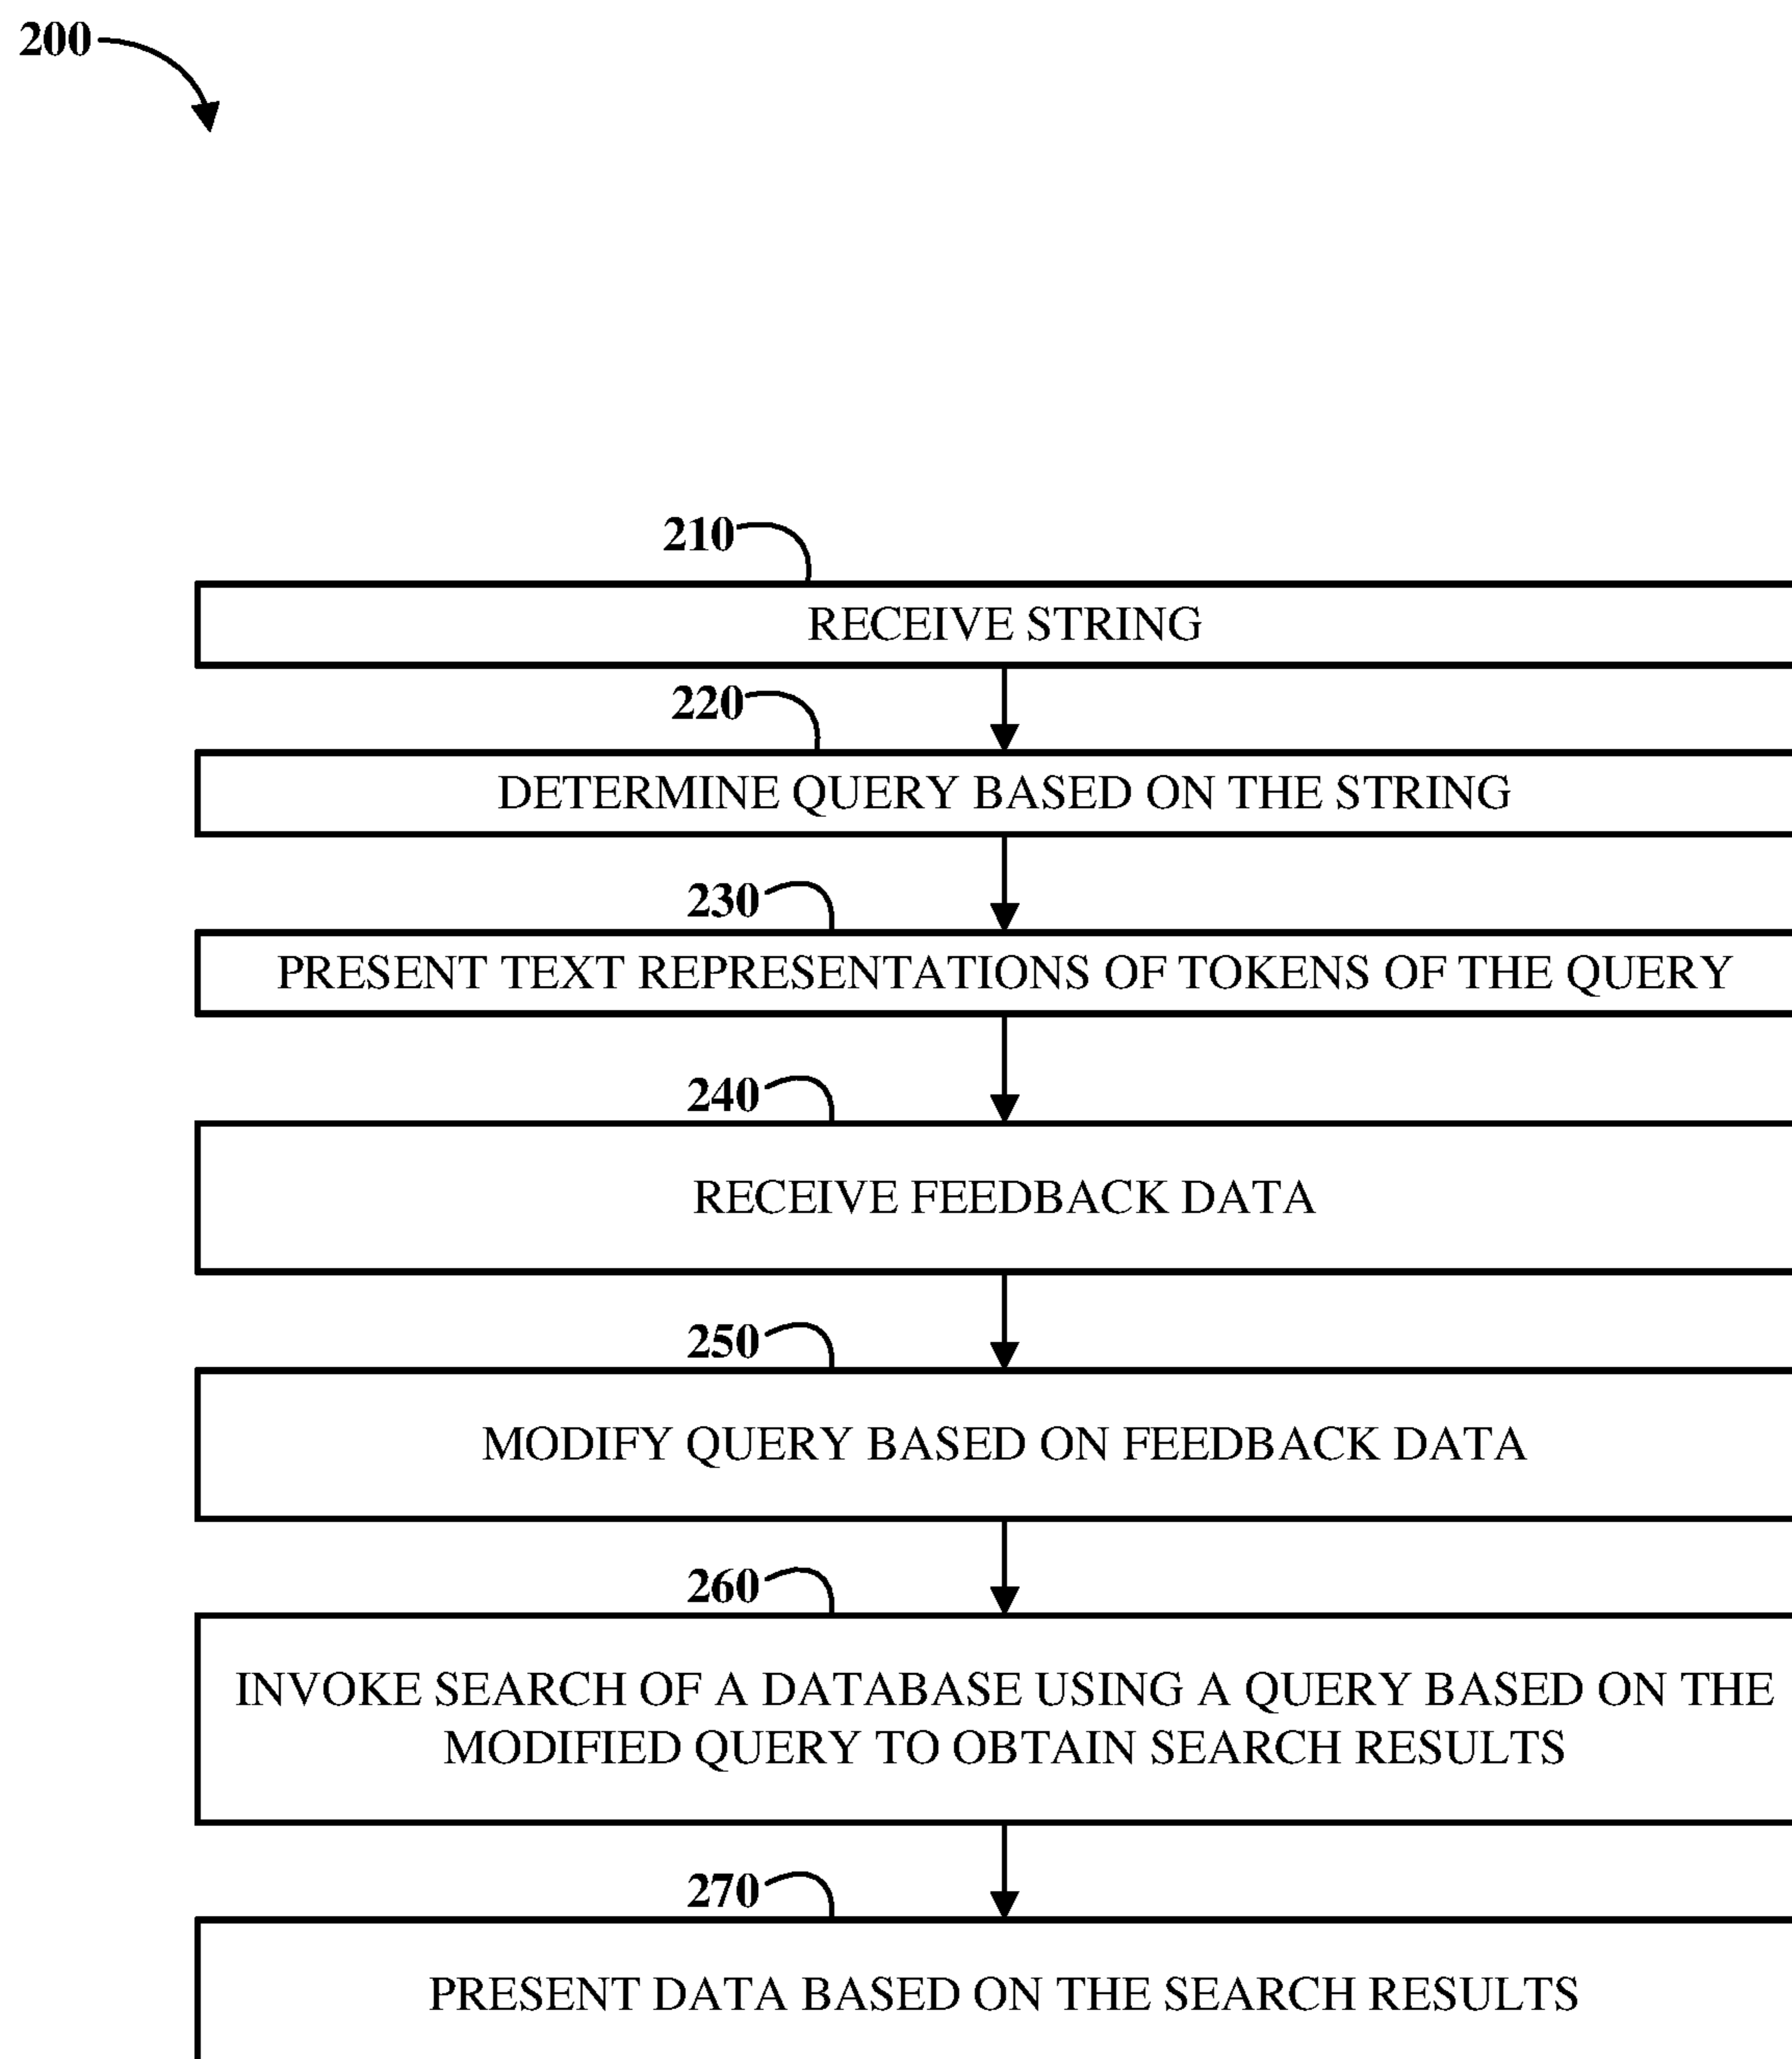 200
210
RECEIVE STRING
220
DETERMINE QUERY BASED ON THE STRING
230
PRESENT TEXT REPRESENTATIONS OF TOKENS OF THE QUERY
240
RECEIVE FEEDBACK DATA
250
MODIFY QUERY BASED ON FEEDBACK DATA
260
INVOKE SEARCH OF A DATABASE USING A QUERY BASED ON THE
MODIFIED QUERY TO OBTAIN SEARCH RESULTS
270
PRESENT DATA BASED ON THE SEARCH RESULTS